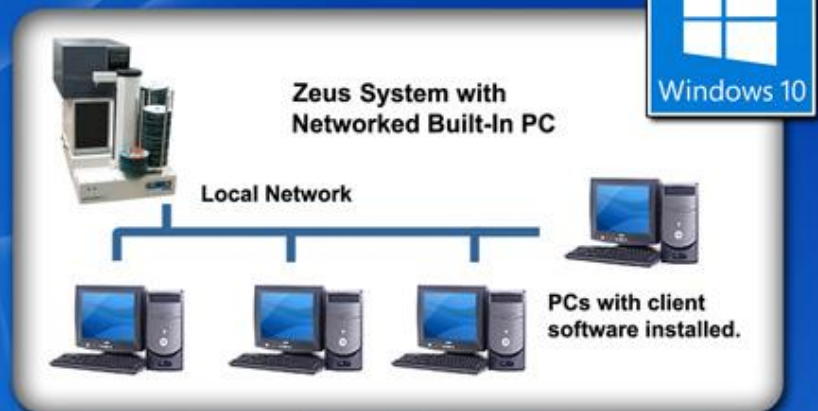 Windows 10
Zeus System with
Networked Built-In PC
Local Network
PCs with client
software installed.